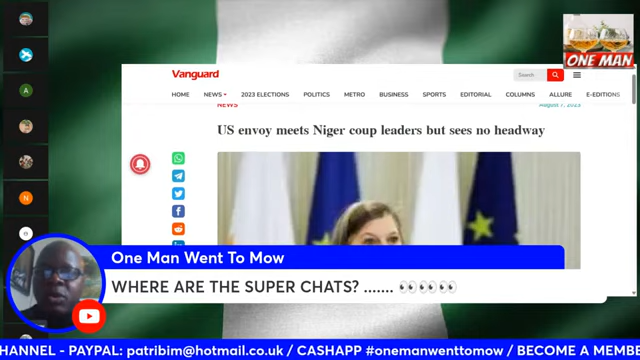 ONE MAN
Vanguard
Search
HOME NEWS 2023 ELECTIONS POLITICS METRO BUSINESS SPORTS EDITORIAL COLUMNS ALLURE E-EDITIONS
NEWS
August 7, 2023
US envoy meets Niger coup leaders but sees no headway
A
N
e
One Man Went To Mow
WHERE ARE THE SUPER CHATS? ....... 👀👀👀
HANNEL - PAYPAL: patribim@hotmail.co.uk / CASHAPP #onemanwenttomow / BECOME A MEMBE